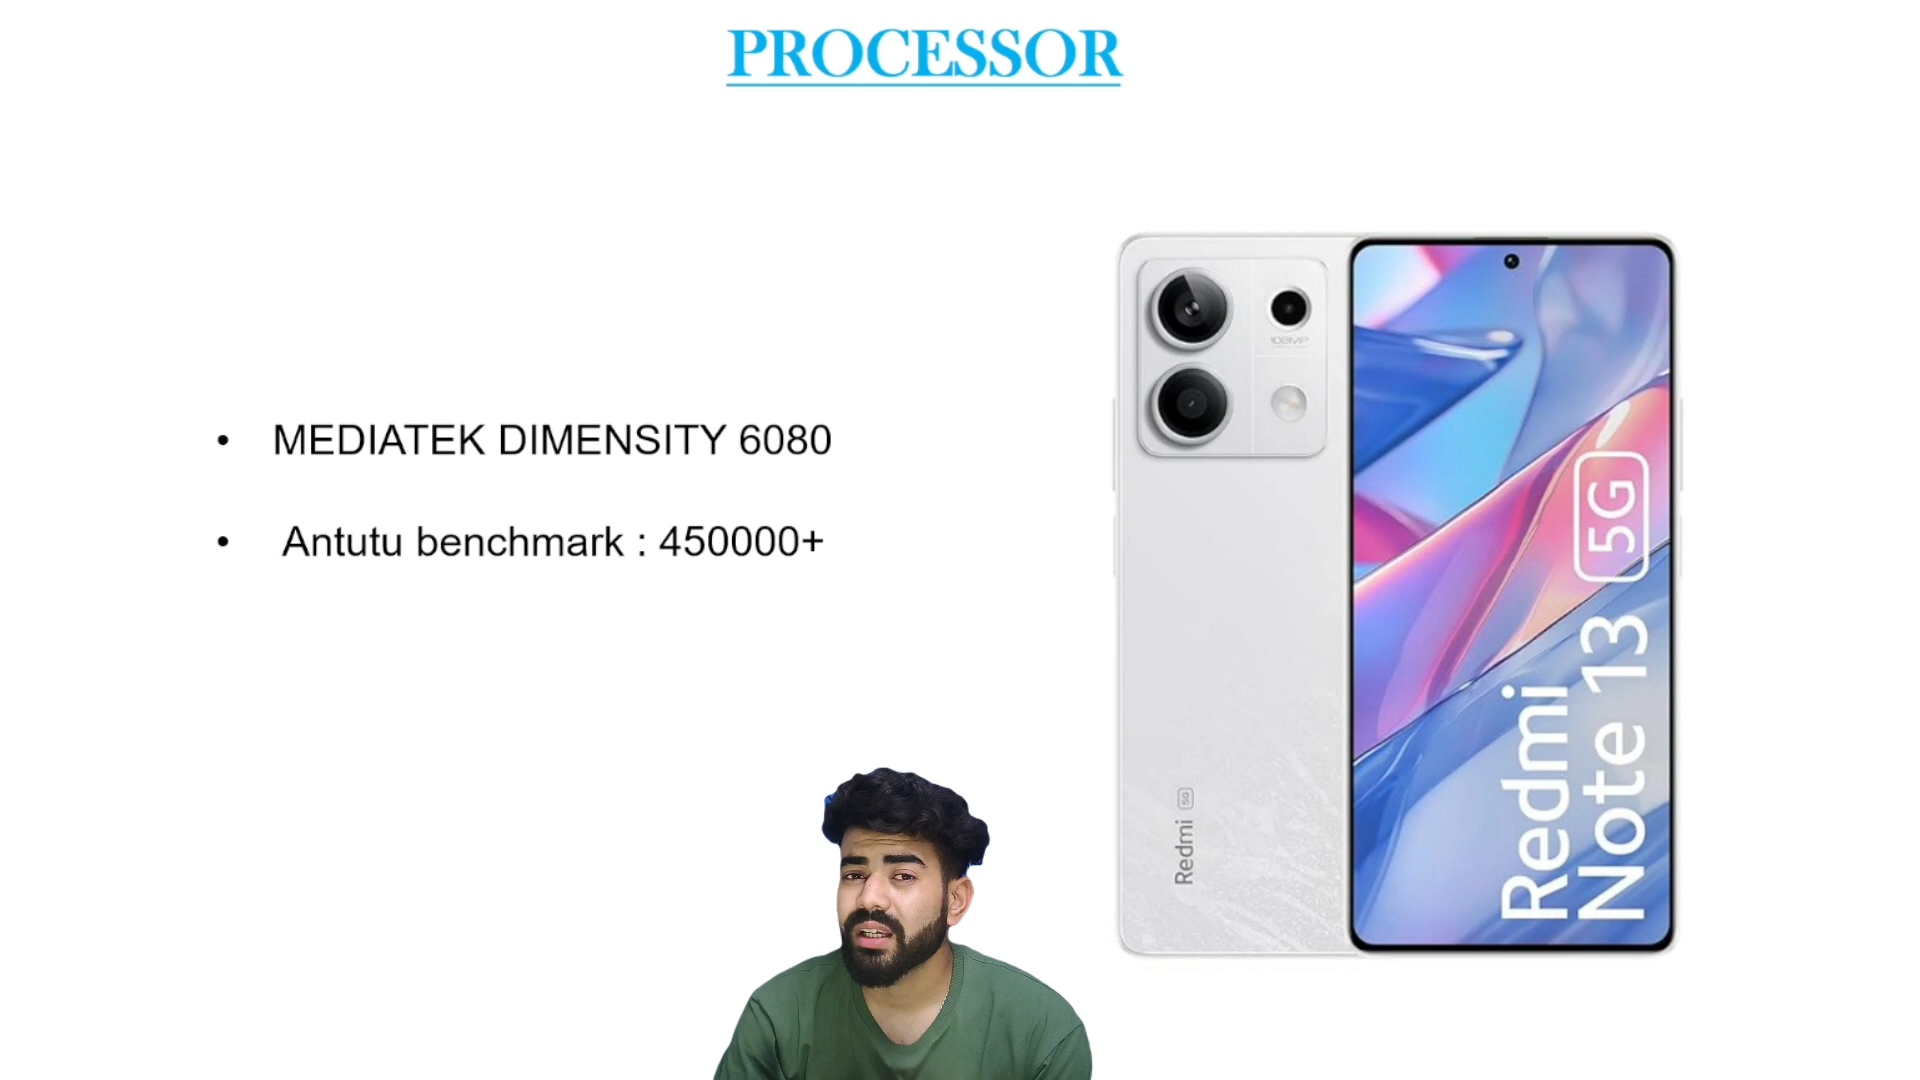 PROCESSOR
• MEDIATEK DIMENSITY 6080
• Antutu benchmark : 450000+
108MP
Redmi 5G
Redmi
Note 13 5G